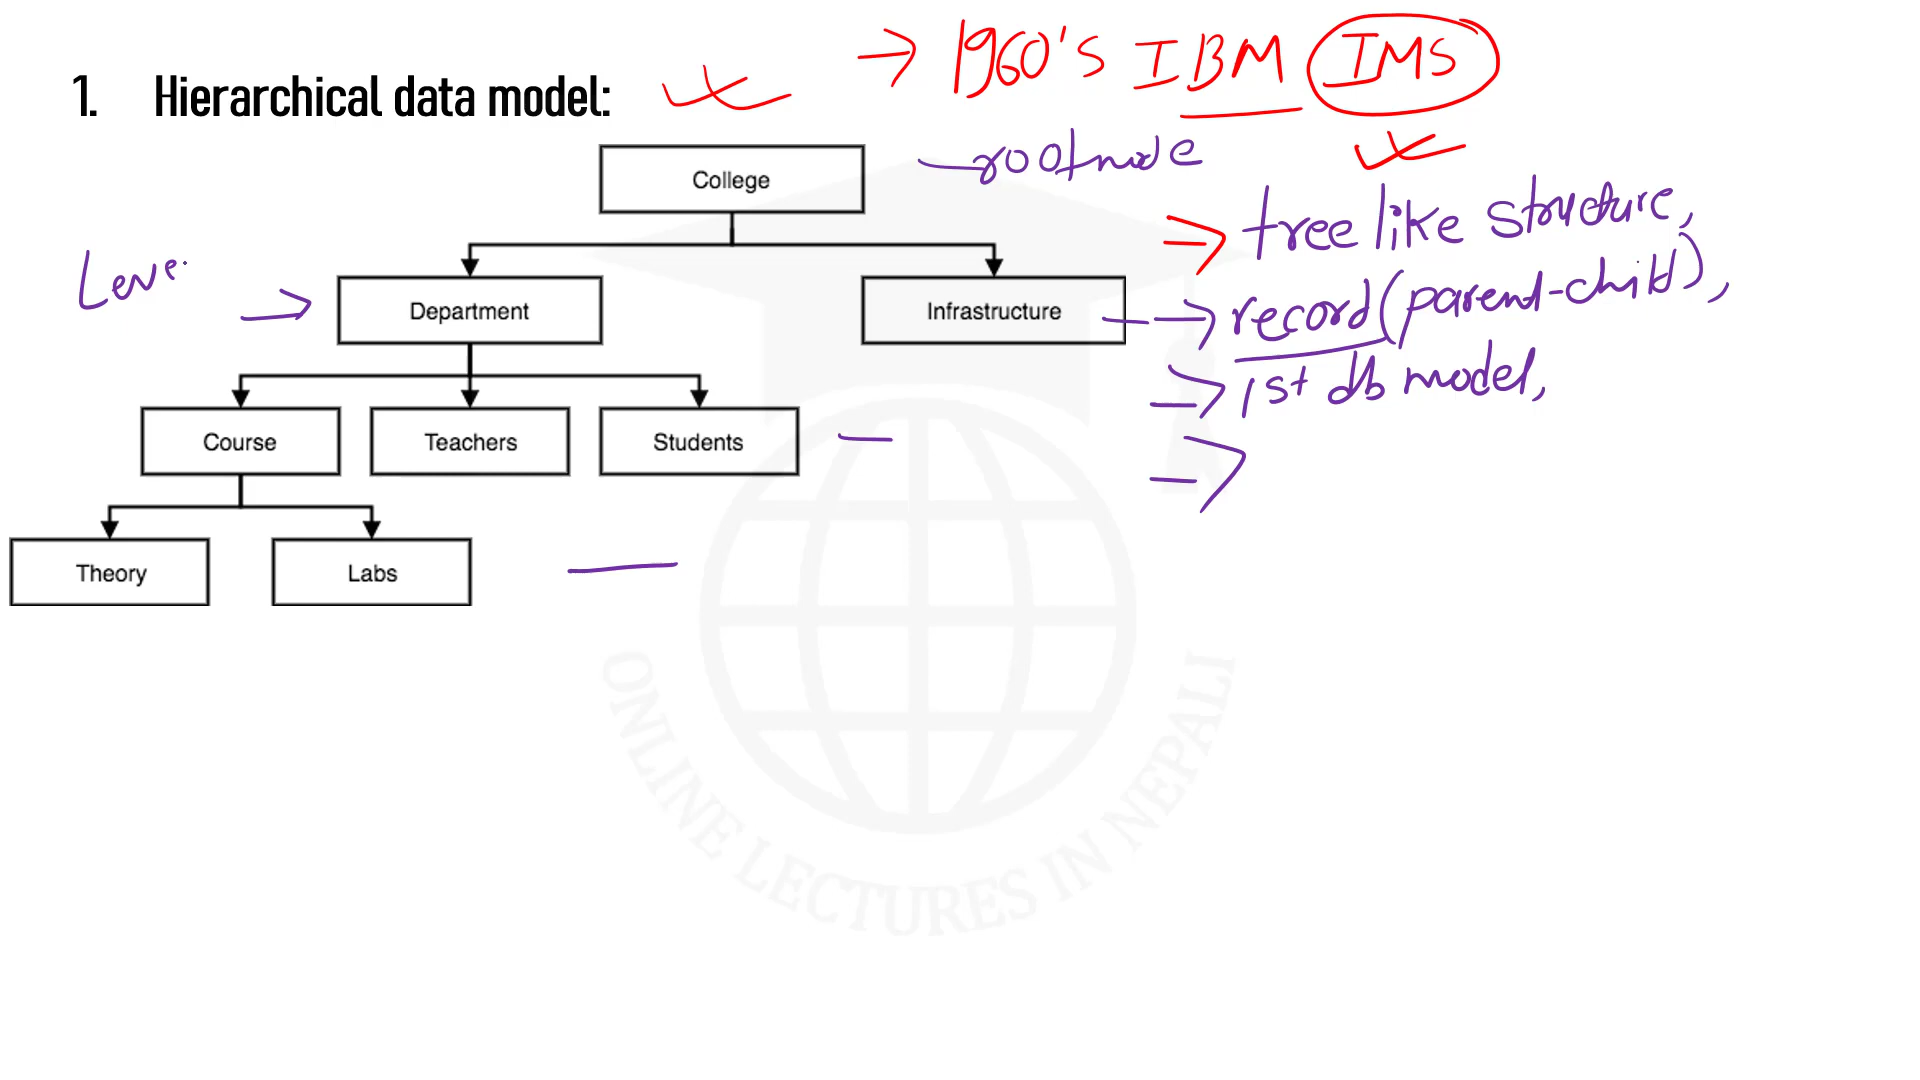 → 1960's IBM IMS
1. Hierarchical data model:
College
rootnode
→ tree like structure,
Leve
Department
Infrastructure
→ record (parent-child),
→ 1st db model,
Course
Teachers
Students
Theory
Labs
ONLINE LECTURES IN NEPALI